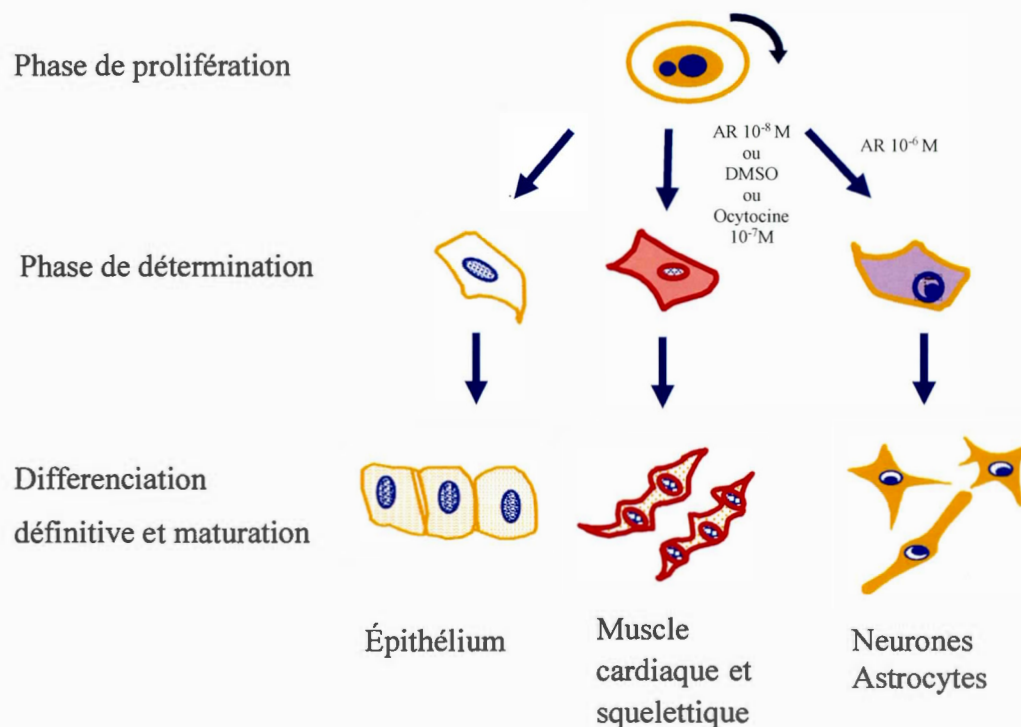 Phase de prolifération
AR 10⁻⁸ M
ou
DMSO
ou
Ocytocine
10⁻⁷M
AR 10⁻⁶ M
Phase de détermination
Differenciation
définitive et maturation
Épithélium
Muscle
cardiaque et
squelettique
Neurones
Astrocytes